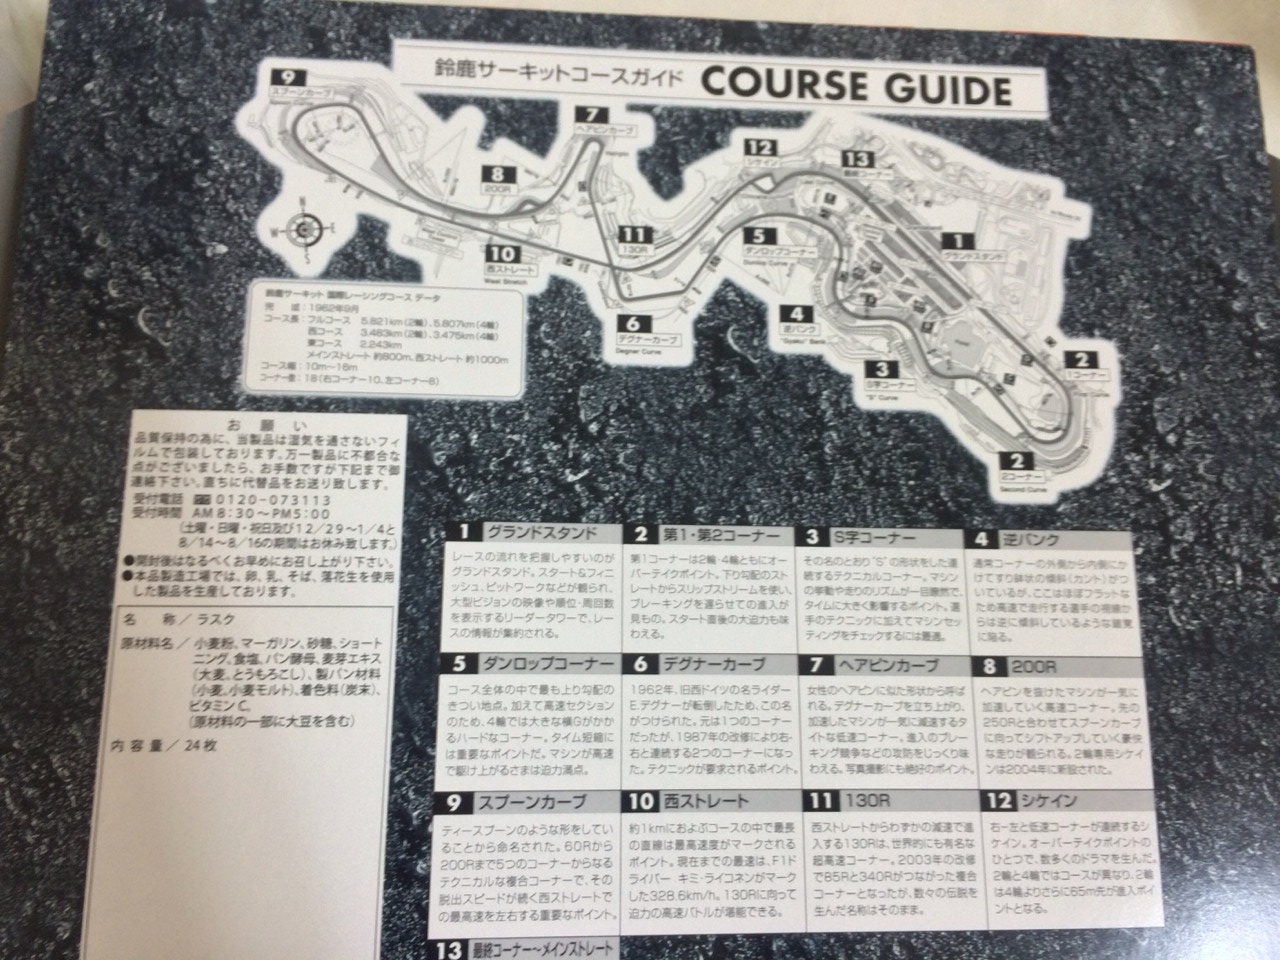 鈴鹿サーキットコースガイド COURSE GUIDE
9
スプーンカーブ
7
ヘアピンカーブ
8
200R
12
シケイン
13
最終コーナー
11
130R
10
西ストレート
West Stretch
5
ダンロップコーナー
Dunlop Curve
1
グランドスタンド
6
デグナーカーブ
Degner Curve
4
逆バンク
"Gyaku" Bank
3
S字コーナー
"S" Curve
2
1コーナー
First Curve
2
2コーナー
Second Curve
N
W
E
鈴鹿サーキット 国際レーシングコース データ
完　成：1962年9月
コース長：フルコース 5.821km(2輪)、5.807km(4輪)
西コース 3.483km(2輪)、3.475km(4輪)
東コース 2.243km
メインストレート 約800m、西ストレート 約1000m
コース幅：10m～16m
コーナー数：18(右コーナー10、左コーナー8)
お 願 い
品質保持の為に、当製品は湿気を通さないフィ
ルムで包装しております。万一製品に不都合な
点がございましたら、お手数ですが下記まで御
連絡下さい。直ちに代替品をお送り致します。
受付電話 0120-073113
受付時間 AM8:30～PM5:00
(土曜・日曜・祝日及び12/29～1/4と
8/14～8/16の期間はお休み致します。)
●開封後はなるべくお早めにお召し上がり下さい。
●本品製造工場では、卵、乳、そば、落花生を使用
した製品を生産しております。
名　称／ラスク
原材料名／小麦粉、マーガリン、砂糖、ショート
ニング、食塩、パン酵母、麦芽エキス
(大麦、とうもろこし)、製パン材料
(小麦、小麦モルト)、着色料(炭末)、
ビタミンC、
(原材料の一部に大豆を含む)
内容量／24枚
1 グランドスタンド
レースの流れを把握しやすいのが
グランドスタンド。スタート&フィニ
ッシュ、ピットワークなどが観られ、
大型ビジョンの映像や順位・周回数
を表示するリーダータワーで、レー
スの情報が集約される。
2 第1・第2コーナー
第1コーナーは2輪・4輪ともにオー
バーテイクポイント。下り勾配のスト
レートからスリップストリームを使い、
ブレーキングを遅らせての進入が
見もの。スタート直後の大迫力も味
わえる。
3 S字コーナー
その名のとおり"S"の形状をした連
続するテクニカルコーナー。マシン
の挙動や走りのリズムが一目瞭然で、
タイムに大きく影響するポイント。選
手のテクニックに加えてマシンセッ
ティングをチェックするには最適。
4 逆バンク
通常コーナーの外側から内側にか
けてすり鉢状の傾斜(カント)がつ
いているが、ここはほぼフラットな
ため高速で走行する選手の視線か
らは逆に傾斜しているような錯覚
に陥る。
5 ダンロップコーナー
コース全体の中で最も上り勾配の
きつい地点。加えて高速セクション
のため、4輪では大きな横Gがかか
るハードなコーナー。タイム短縮に
は重要なポイントだ。マシンが高速
で駆け上がるさまは迫力満点。
6 デグナーカーブ
1962年、旧西ドイツの名ライダー
E.デグナーが転倒したため、この名
がつけられた。元は1つのコーナー
だったが、1987年の改修により右-
右と連続する2つのコーナーになっ
た。テクニックが要求されるポイント。
7 ヘアピンカーブ
女性のヘアピンに似た形状から呼ば
れる。デグナーカーブを立ち上がり、
加速したマシンが一気に減速するタ
イトな低速コーナー。進入のブレー
キング競争などの攻防をじっくり味
わえる。写真撮影にも絶好のポイント。
8 200R
ヘアピンを抜けたマシンが一気に
加速していく高速コーナー。先の
250Rと合わせてスプーンカーブ
に向ってシフトアップしていく豪快
な走りが観られる。2輪専用シケイ
ンは2004年に新設された。
9 スプーンカーブ
ティースプーンのような形をしてい
ることから命名された。60Rから
200Rまで5つのコーナーからなる
テクニカルな複合コーナーで、その
脱出スピードが続く西ストレートで
の最高速を左右する重要なポイント。
10 西ストレート
約1kmにおよぶコースの中で最長
の直線は最高速度がマークされる
ポイント。現在までの最速は、F1ド
ライバー キミ・ライコネンがマーク
した328.6km/h。130Rに向って
迫力の高速バトルが堪能できる。
11 130R
西ストレートからわずかの減速で進
入する130Rは、世界的にも有名な
超高速コーナー。2003年の改修
で85Rと340Rがつながった複合
コーナーとなったが、数々の伝説を
生んだ名称はそのまま。
12 シケイン
右-左と低速コーナーが連続するシ
ケイン。オーバーテイクポイントの
ひとつで、数多くのドラマを生んだ。
2輪と4輪ではコースが異なり、2輪
は4輪よりさらに65m先が進入ポイ
ントとなる。
13 最終コーナー～メインストレート